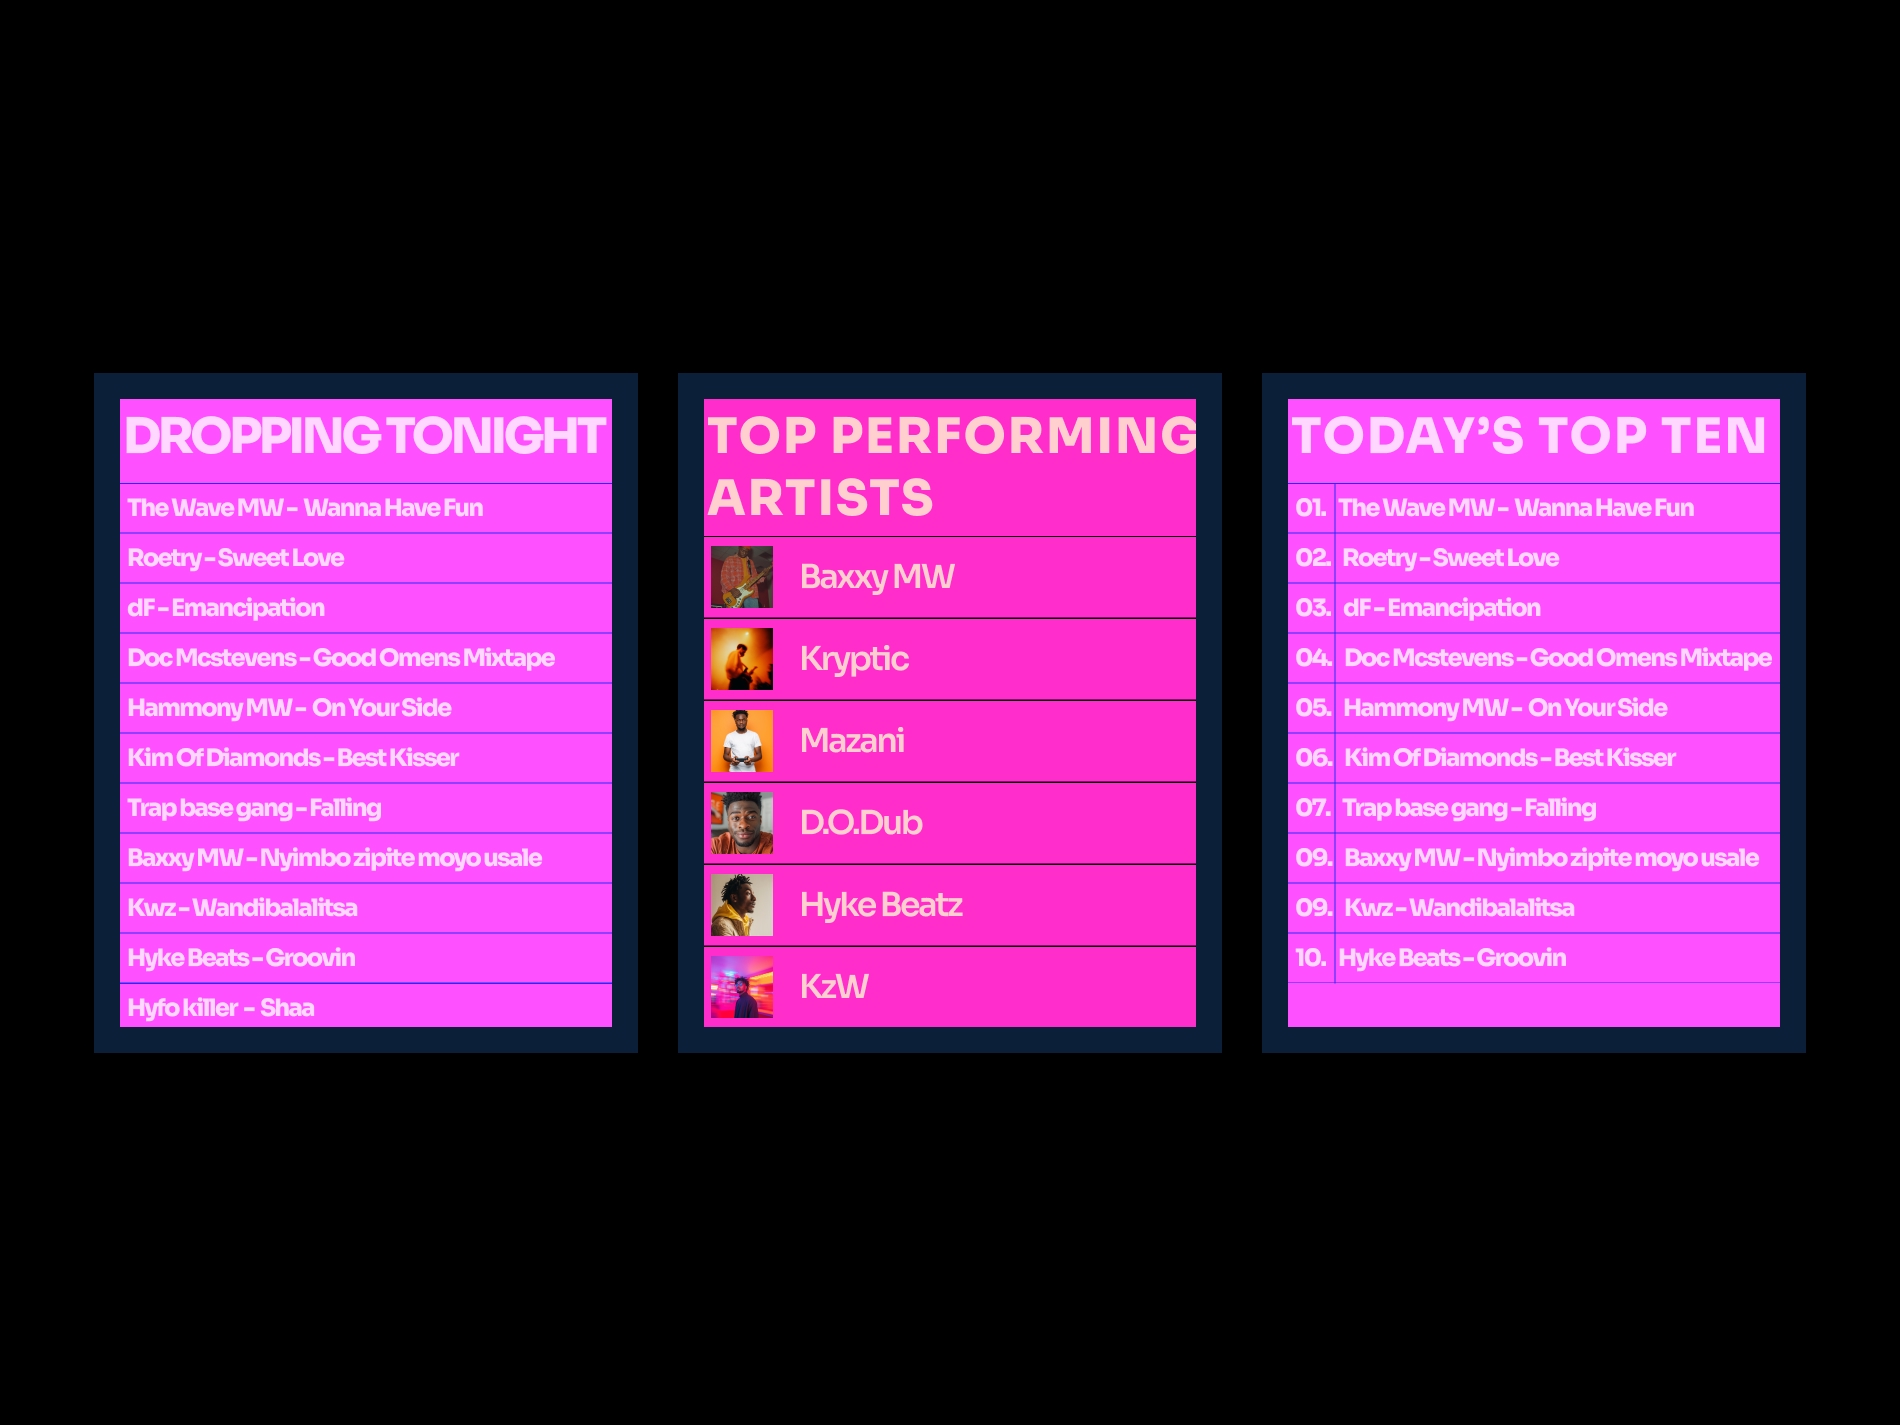 DROPPING TONIGHT
The Wave MW - Wanna Have Fun
Roetry - Sweet Love
dF - Emancipation
Doc Mcstevens - Good Omens Mixtape
Hammony MW - On Your Side
Kim Of Diamonds - Best Kisser
Trap base gang - Falling
Baxxy MW - Nyimbo zipite moyo usale
Kwz - Wandibalalitsa
Hyke Beats - Groovin
Hyfo killer - Shaa
TOP PERFORMING
ARTISTS
Baxxy MW
Kryptic
Mazani
D.O.Dub
Hyke Beatz
KzW
TODAY’S TOP TEN
01. The Wave MW - Wanna Have Fun
02. Roetry - Sweet Love
03. dF - Emancipation
04. Doc Mcstevens - Good Omens Mixtape
05. Hammony MW - On Your Side
06. Kim Of Diamonds - Best Kisser
07. Trap base gang - Falling
09. Baxxy MW - Nyimbo zipite moyo usale
09. Kwz - Wandibalalitsa
10. Hyke Beats - Groovin